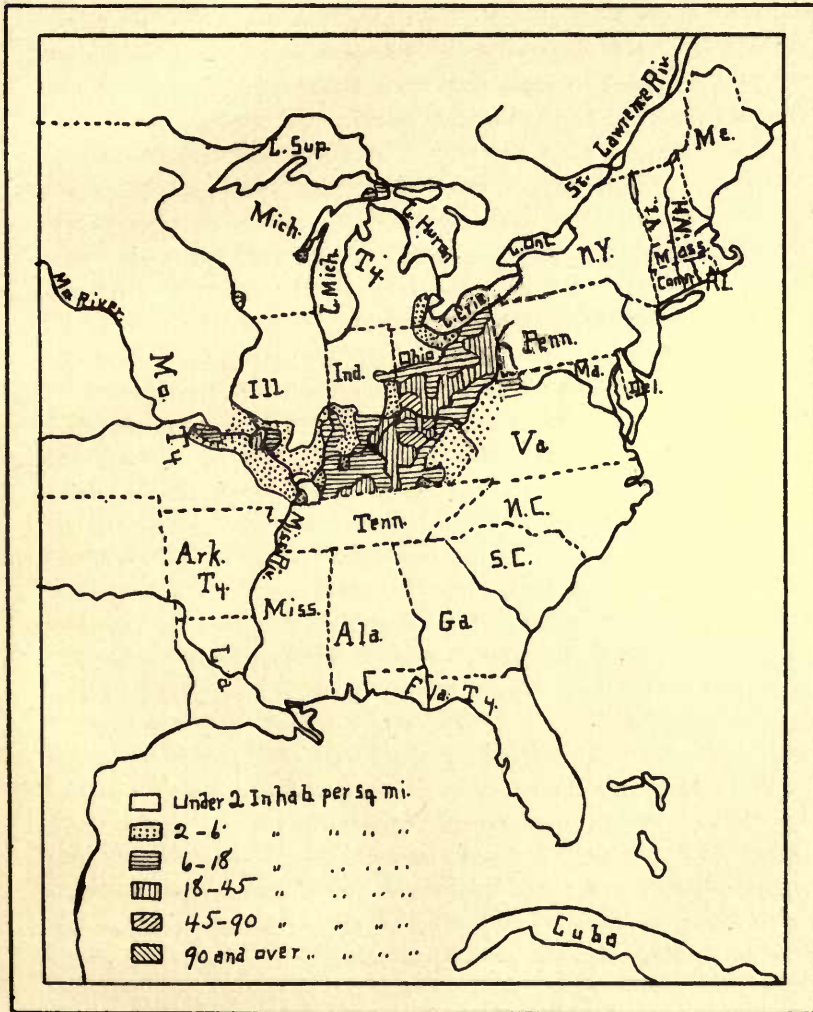 St. Lawrence Riv.
Me.
L. Sup.
Mich.
L. Huron
L. Mich.
Ty.
L. Ont.
N.Y.
Vt.
N.H.
Mass.
Conn.
R.I.
Mo River.
L. Erie
Penn.
Md.
Del.
Ohio
Ind.
Ill
Mo.
Ty
Va
Tenn.
N.C.
S.C.
Miss. Riv.
Ark.
Ty.
Miss.
Ala.
Ga
La
Fla. Ty.
Under 2 Inhab. per sq mi.
2-6 " " " "
6-18 " " " "
18-45 " " " "
45-90 " " " "
90 and over " " " "
Cuba